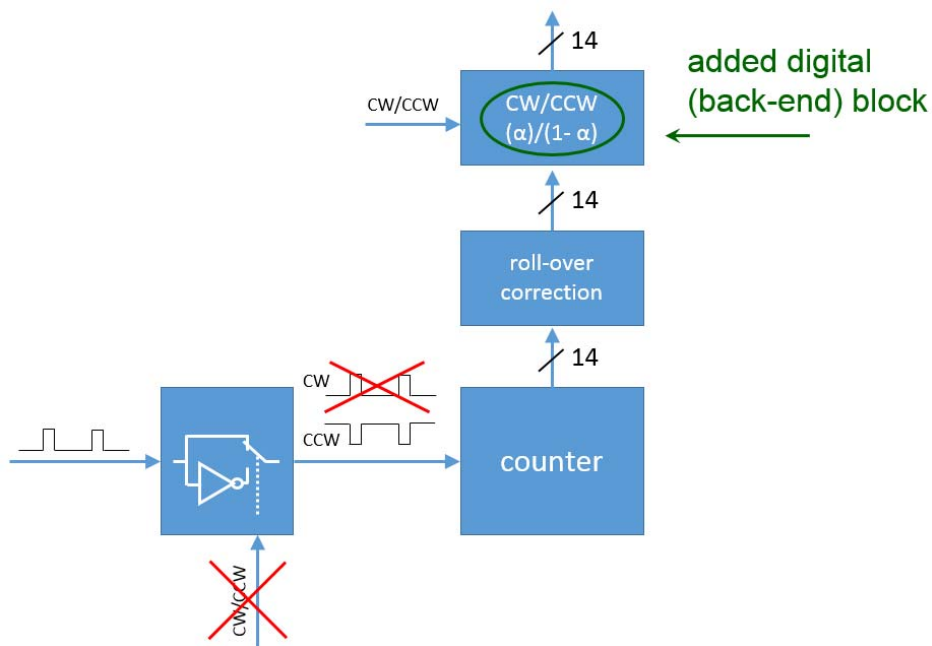 14
added digital
(back-end) block
CW/CCW
CW/CCW
(α)/(1- α)
14
roll-over
correction
14
CW
CCW
counter
CW/CCW